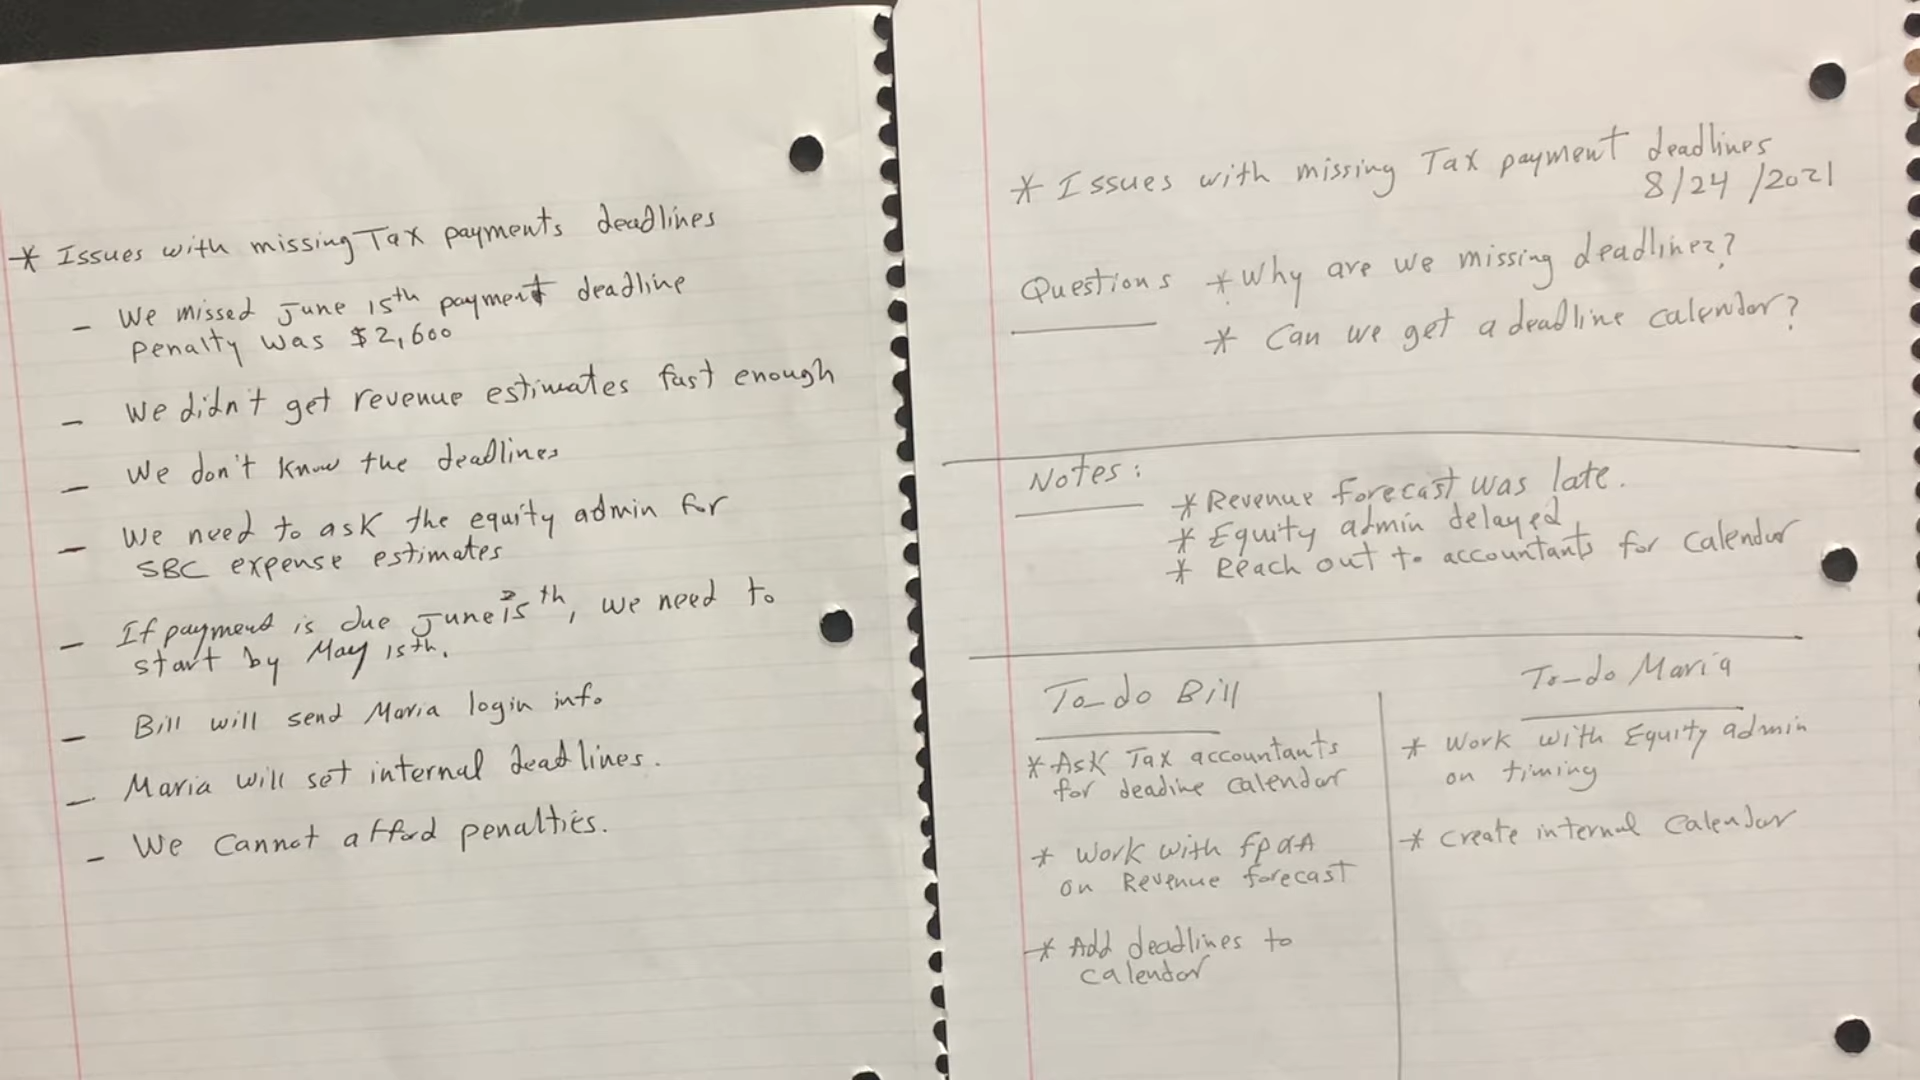 * Issues with missing Tax payments deadlines
- We missed June 15th payment deadline
penalty was $2,600
- We didn't get revenue estimates fast enough
- We don't know the deadlines
- We need to ask the equity admin for
SBC expense estimates
- If payment is due June 15th, we need to
start by May 15th.
- Bill will send Maria login info
- Maria will set internal deadlines.
- We cannot afford penalties.
* Issues with missing Tax payment deadlines
8/24/2021
Questions * Why are we missing deadlines?
* Can we get a deadline calendar?
Notes:
* Revenue forecast was late.
* Equity admin delayed
* Reach out to accountants for calendar
To-do Bill
* Ask Tax accountants
for deadine calendar
* Work with FP&A
on Revenue forecast
* Add deadlines to
calendar
To-do Maria
* Work with Equity admin
on timing
* create internal calendar